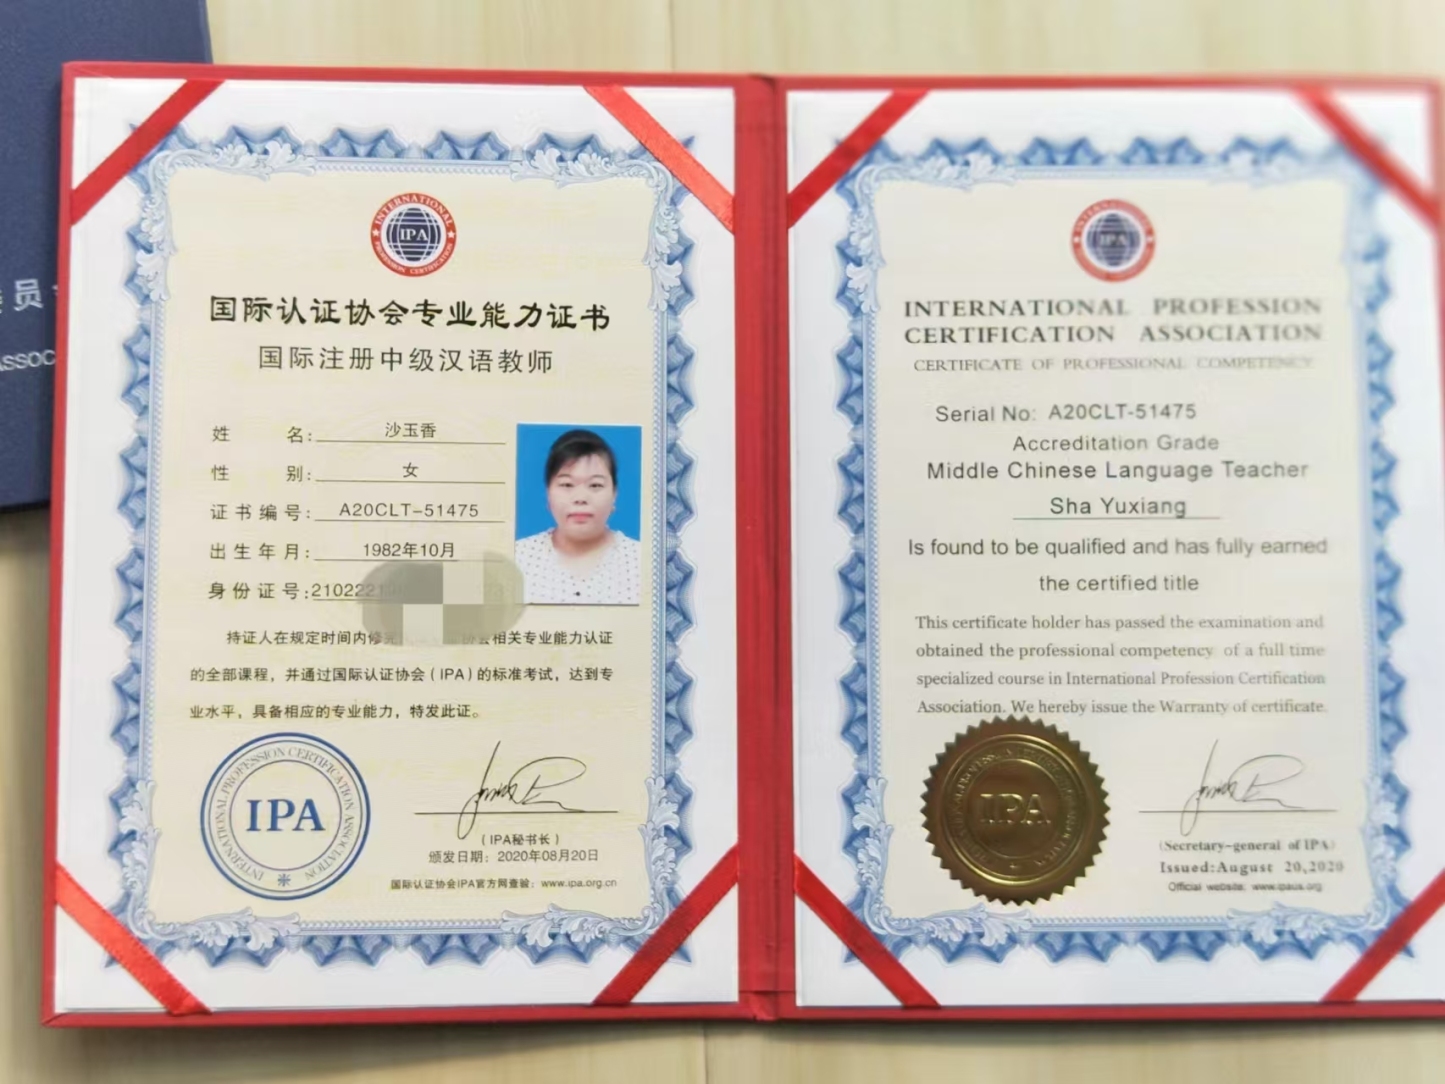 委员
ASSOC
INTERNATIONAL
IPA
PROFESSION CERTIFICATION
国际认证协会专业能力证书
国际注册中级汉语教师
姓 名: 沙玉香
性 别: 女
证书编号: A20CLT-51475
出生年月: 1982年10月
身份证号:210222
持证人在规定时间内修 协会相关专业能力认证
的全部课程，并通过国际认证协会（IPA）的标准考试，达到专
业水平，具备相应的专业能力，特发此证。
INTERNATIONAL PROFESSION CERTIFICATION ASSOCIATION
IPA
（IPA秘书长）
颁发日期：2020年08月20日
国际认证协会IPA官方网查验：www.ipa.org.cn
IPA
INTERNATIONAL PROFESSION
CERTIFICATION ASSOCIATION
CERTIFICATE OF PROFESSIONAL COMPETENCY
Serial No: A20CLT-51475
Accreditation Grade
Middle Chinese Language Teacher
Sha Yuxiang
Is found to be qualified and has fully earned
the certified title
This certificate holder has passed the examination and
obtained the professional competency of a full time
specialized course in International Profession Certification
Association. We hereby issue the Warranty of certificate.
IPA
(Secretary-general of IPA)
Issued:August 20,2020
Official website: www.ipaus.org